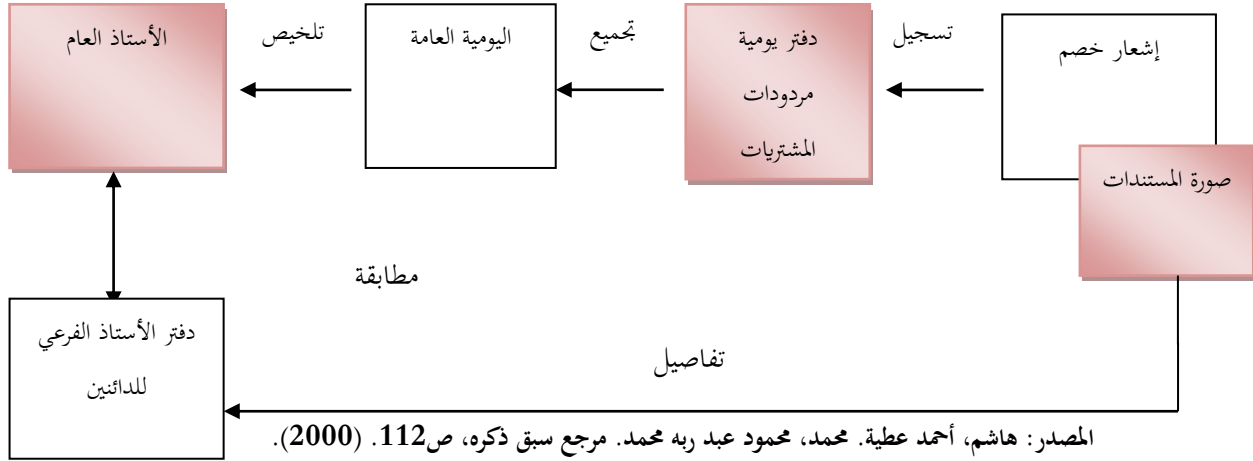 إشعار خصم
صورة المستندات
تسجيل
دفتر يومية
مردودات
المشتريات
تجميع
اليومية العامة
تلخيص
الأستاذ العام
مطابقة
دفتر الأستاذ الفرعي
للدائنين
تفاصيل
المصدر: هاشم، أحمد عطية. محمد، محمود عبد ربه محمد. مرجع سبق ذكره، ص112. (2000).